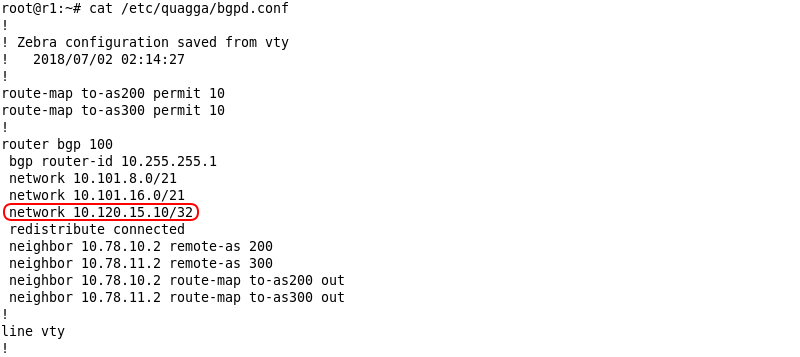 root@r1:~# cat /etc/quagga/bgpd.conf
!
! Zebra configuration saved from vty
!   2018/07/02 02:14:27
!
route-map to-as200 permit 10
route-map to-as300 permit 10
!
router bgp 100
 bgp router-id 10.255.255.1
 network 10.101.8.0/21
 network 10.101.16.0/21
 network 10.120.15.10/32
 redistribute connected
 neighbor 10.78.10.2 remote-as 200
 neighbor 10.78.11.2 remote-as 300
 neighbor 10.78.10.2 route-map to-as200 out
 neighbor 10.78.11.2 route-map to-as300 out
!
line vty
!